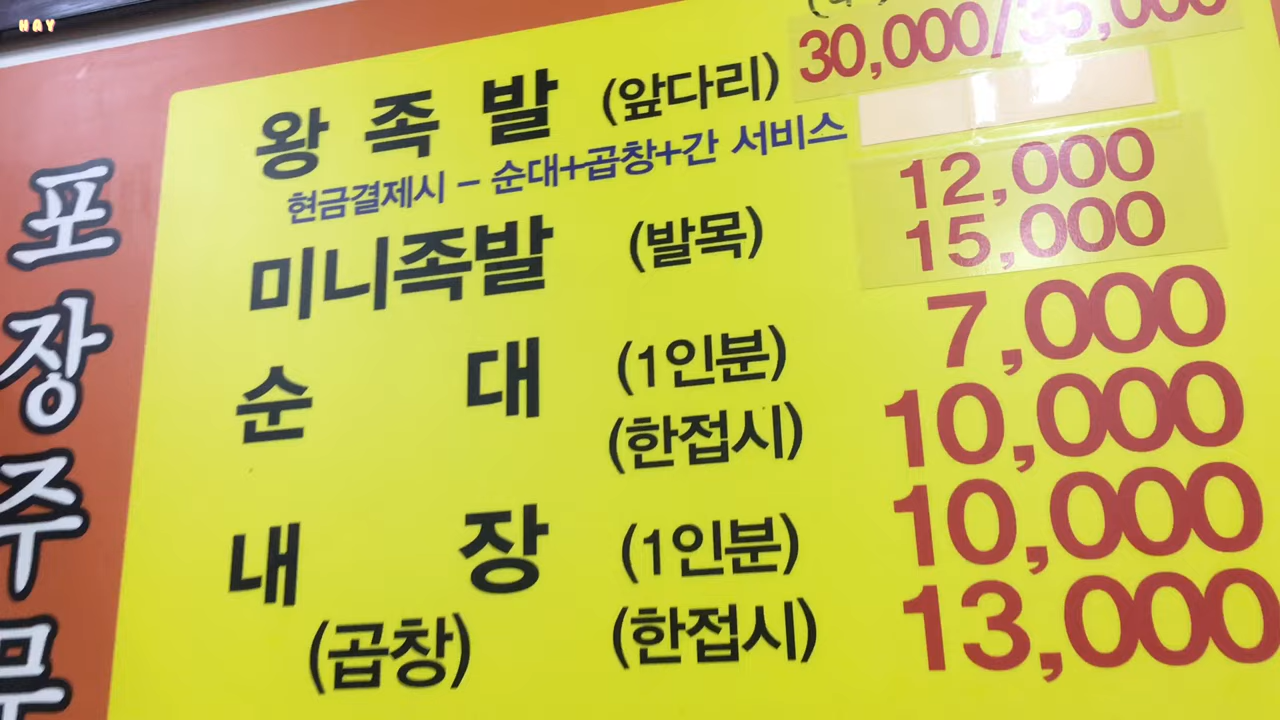 HAY
포장주문
왕족발 (앞다리) 30,000/35,000
현금결제시 - 순대+곱창+간 서비스
12,000
미니족발 (발목) 15,000
순대 (1인분) 7,000
(한접시) 10,000
내장 (1인분) 10,000
(곱창) (한접시) 13,000